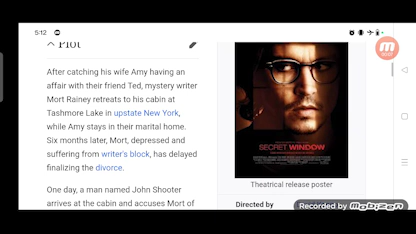 5:12
Plot
After catching his wife Amy having an
affair with their friend Ted, mystery writer
Mort Rainey retreats to his cabin at
Tashmore Lake in upstate New York,
while Amy stays in their marital home.
Six months later, Mort, depressed and
suffering from writer's block, has delayed
finalizing the divorce.
One day, a man named John Shooter
arrives at the cabin and accuses Mort of
SECRET WINDOW
Theatrical release poster
Directed by
Recorded by Mobizen